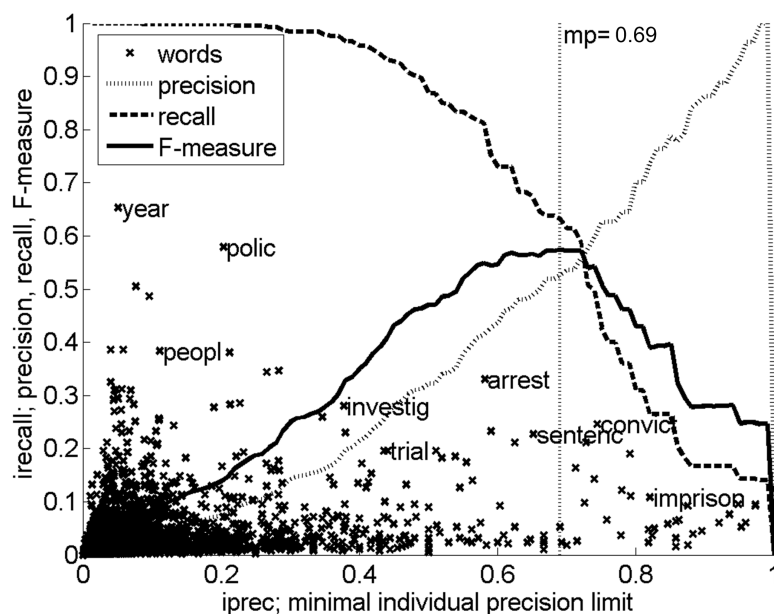 1
0.9
0.8
0.7
0.6
0.5
0.4
0.3
0.2
0.1
0
irecall; precision, recall, F-measure
words
precision
recall
F-measure
mp= 0.69
year
polic
peopl
arrest
investig
convic
sentenc
trial
imprison
0 0.2 0.4 0.6 0.8 1
iprec; minimal individual precision limit